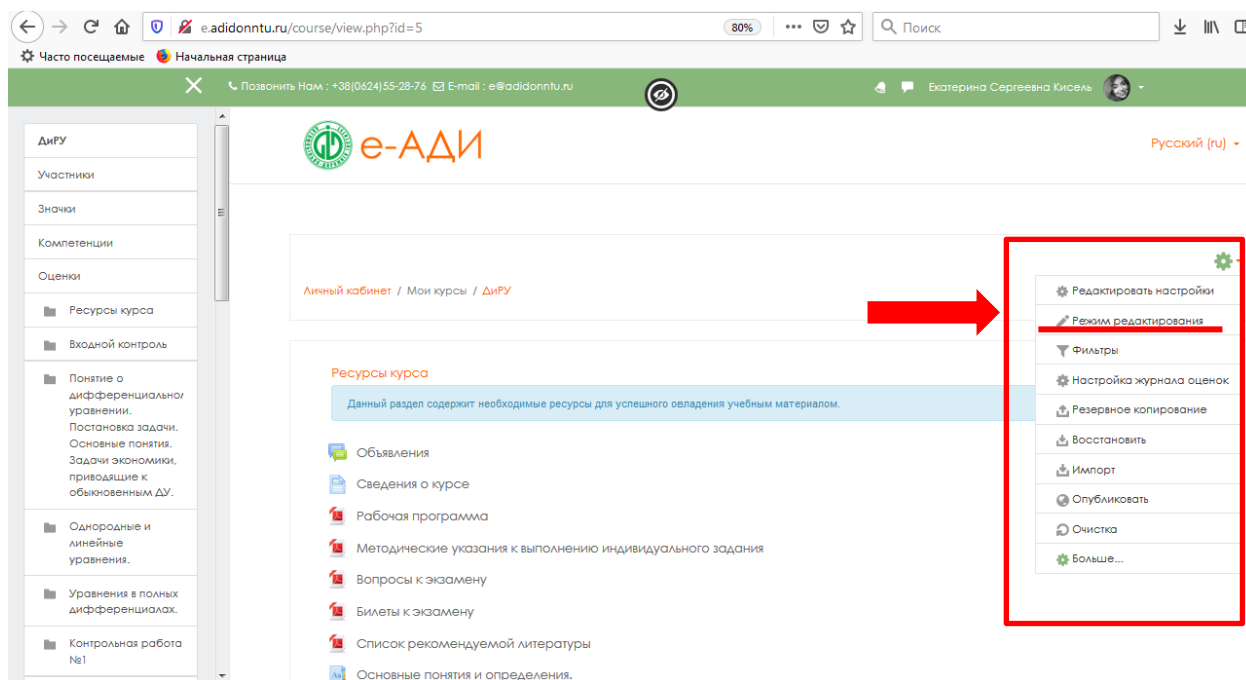 e.adidonntu.ru/course/view.php?id=5
80%
Поиск
Часто посещаемые
Начальная страница
Позвонить Нам : +38(0624)55-28-76
E-mail : e@adidonntu.ru
Екатерина Сергеевна Кисель
е-АДИ
Русский (ru)
ДиРУ
Участники
Значки
Компетенции
Оценки
Ресурсы курса
Входной контроль
Понятие о
дифференциальног
уравнении.
Постановка задачи.
Основные понятия.
Задачи экономики,
приводящие к
обыкновенным ДУ.
Однородные и
линейные
уравнения.
Уравнения в полных
дифференциалах.
Контрольная работа
№1
Личный кабинет / Мои курсы / ДиРУ
Ресурсы курса
Данный раздел содержит необходимые ресурсы для успешного овладения учебным материалом.
Объявления
Сведения о курсе
Рабочая программа
Методические указания к выполнению индивидуального задания
Вопросы к экзамену
Билеты к экзамену
Список рекомендуемой литературы
Основные понятия и определения.
Редактировать настройки
Режим редактирования
Фильтры
Настройка журнала оценок
Резервное копирование
Восстановить
Импорт
Опубликовать
Очистка
Больше...